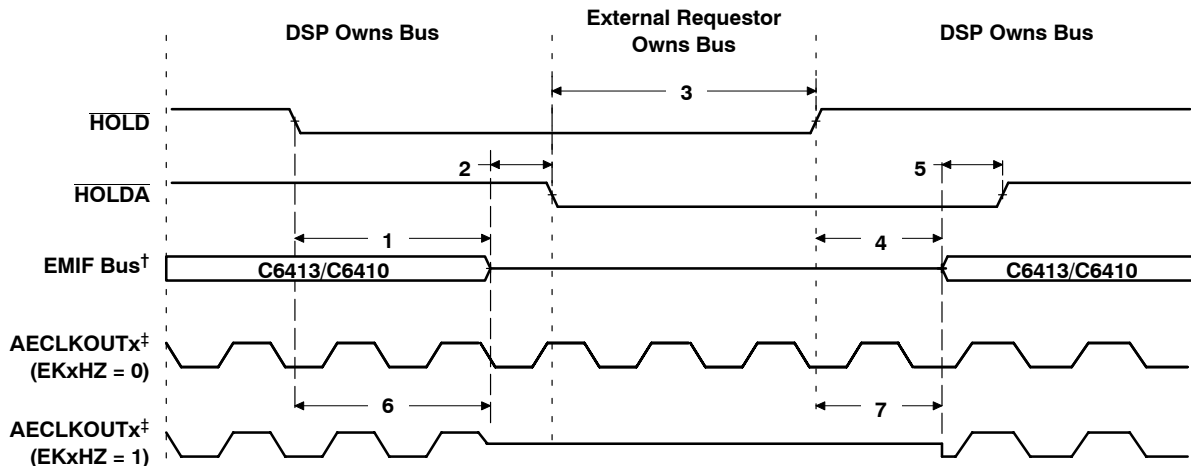 DSP Owns Bus
External Requestor
Owns Bus
DSP Owns Bus
3
HOLD
2
5
HOLDA
1
4
EMIF Bus†
C6413/C6410
C6413/C6410
AECLKOUTx‡
(EKxHZ = 0)
6
7
AECLKOUTx‡
(EKxHZ = 1)